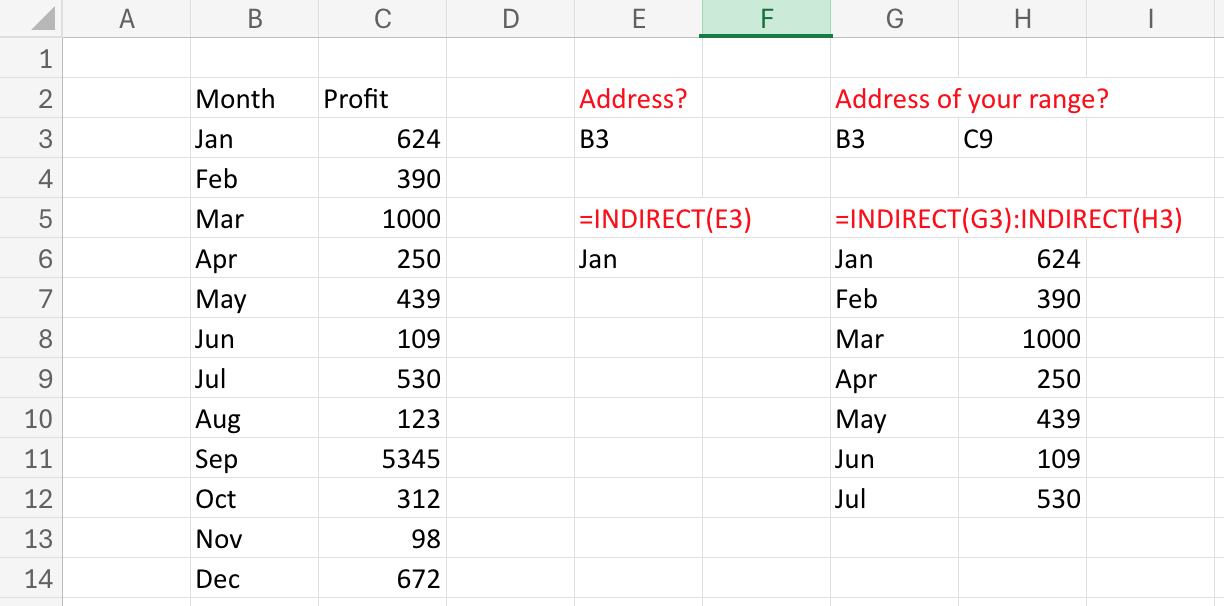 A B C D E F G H I
1
2 Month Profit Address? Address of your range?
3 Jan 624 B3 B3 C9
4 Feb 390
5 Mar 1000 =INDIRECT(E3) =INDIRECT(G3):INDIRECT(H3)
6 Apr 250 Jan Jan 624
7 May 439 Feb 390
8 Jun 109 Mar 1000
9 Jul 530 Apr 250
10 Aug 123 May 439
11 Sep 5345 Jun 109
12 Oct 312 Jul 530
13 Nov 98
14 Dec 672